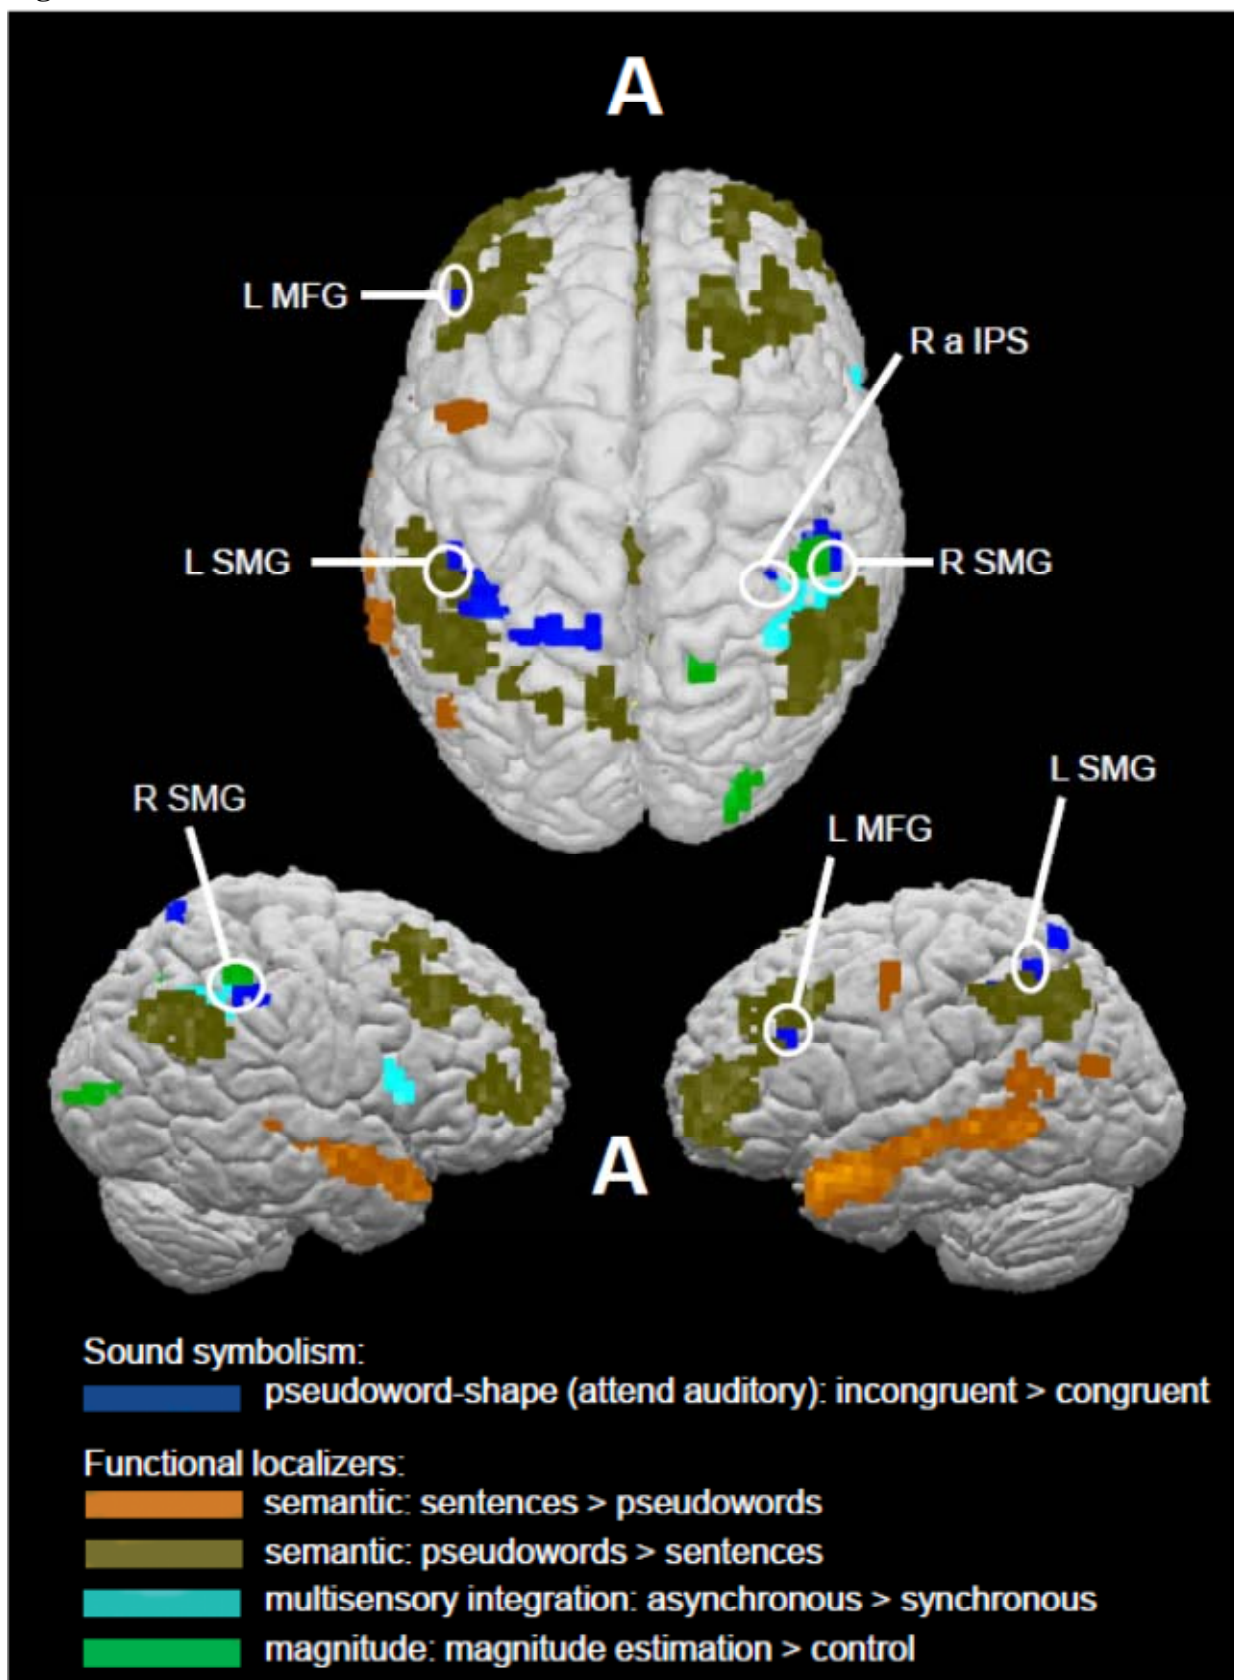 A
L MFG
R a IPS
L SMG
R SMG
L SMG
R SMG
L MFG
A
Sound symbolism:
pseudoword-shape (attend auditory): incongruent > congruent
Functional localizers:
semantic: sentences > pseudowords
semantic: pseudowords > sentences
multisensory integration: asynchronous > synchronous
magnitude: magnitude estimation > control